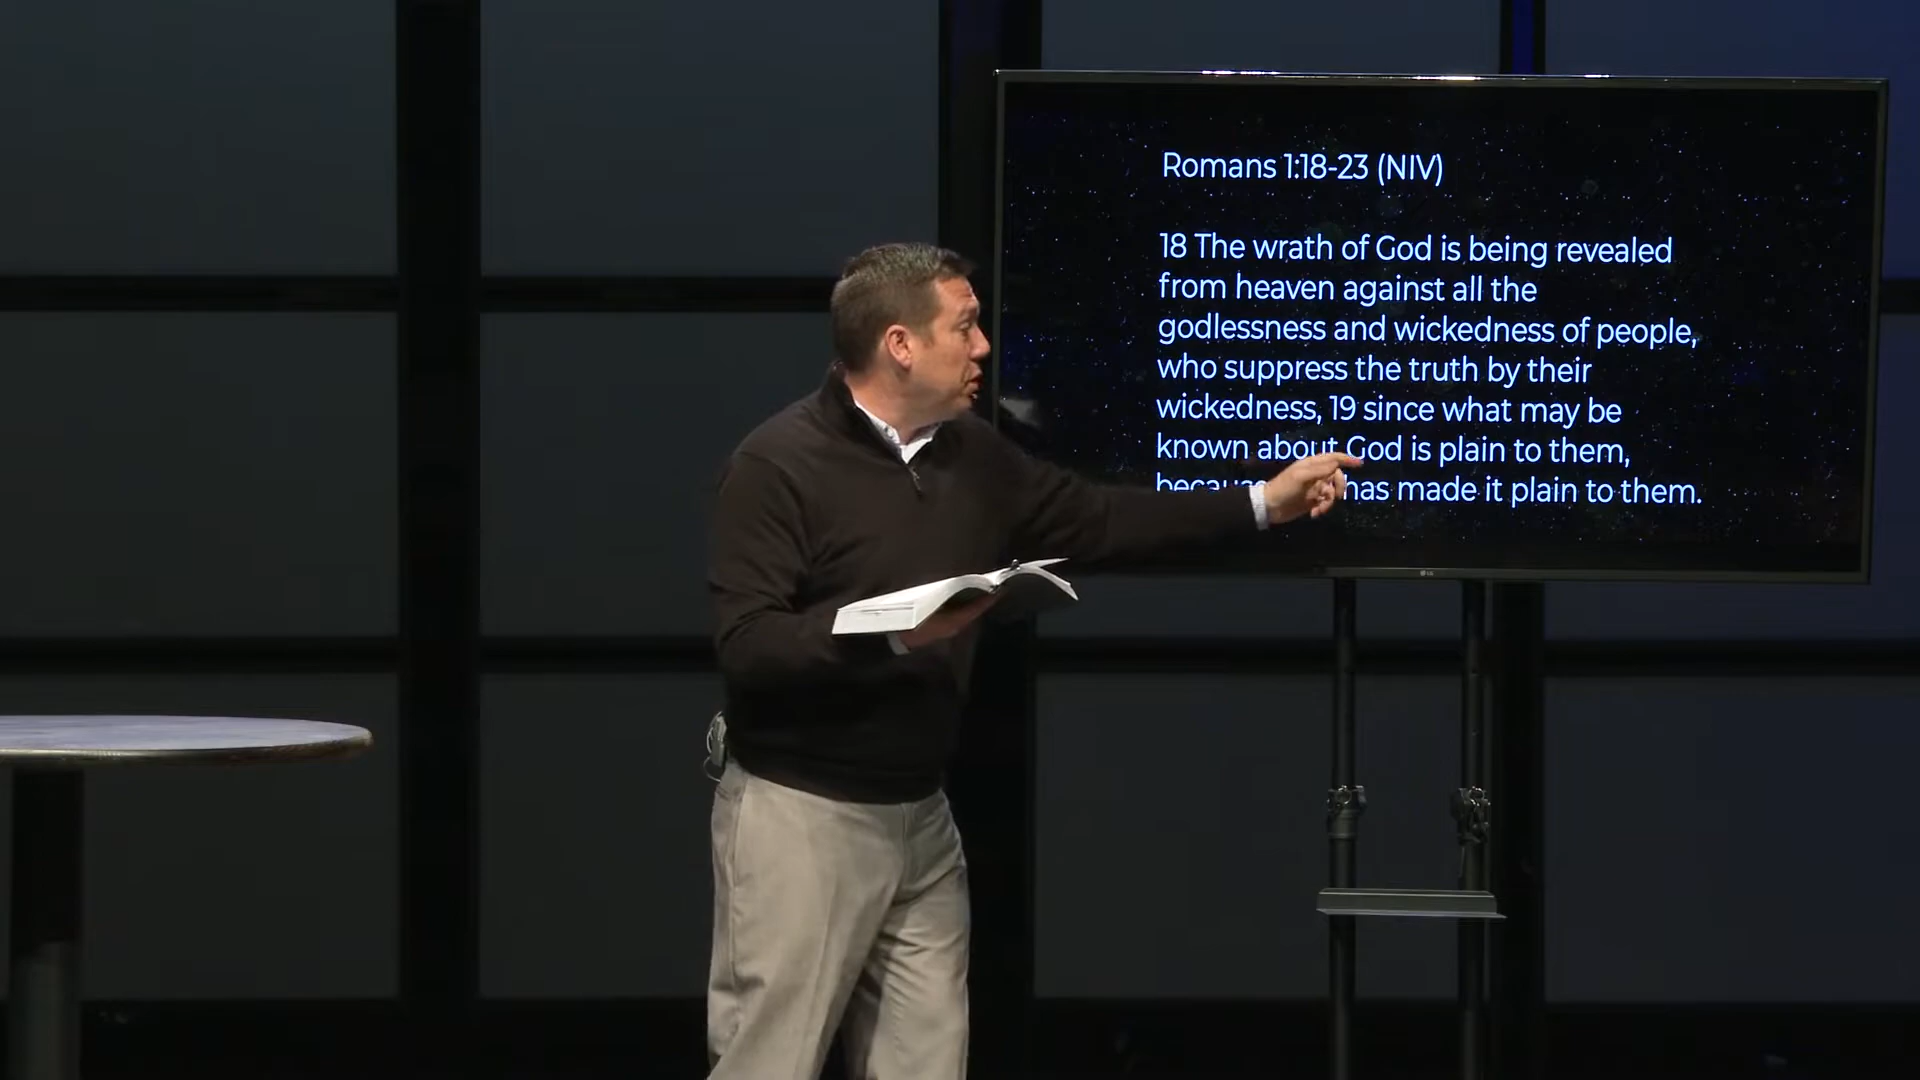 Romans 1:18-23 (NIV)
18 The wrath of God is being revealed
from heaven against all the
godlessness and wickedness of people,
who suppress the truth by their
wickedness, 19 since what may be
known about God is plain to them,
has made it plain to them.
LG